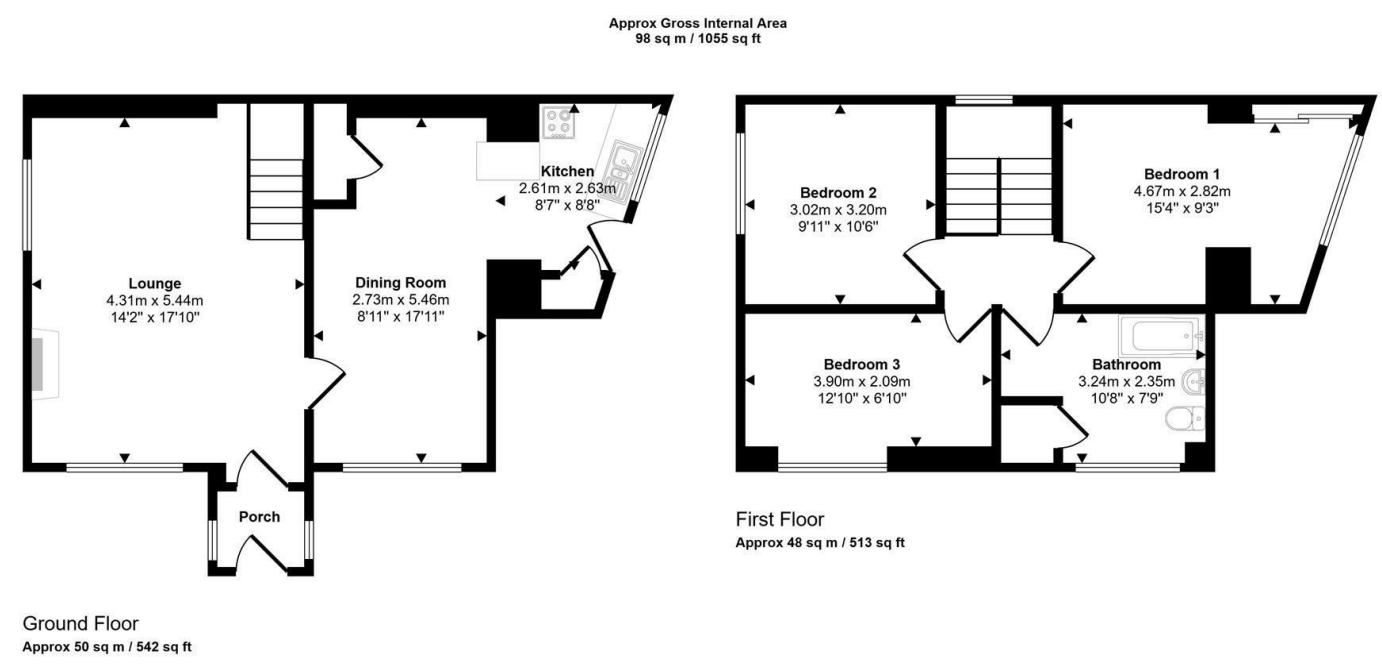 Approx Gross Internal Area
98 sq m / 1055 sq ft
Kitchen
2.61m x 2.63m
8'7" x 8'8"
Lounge
4.31m x 5.44m
14'2" x 17'10"
Dining Room
2.73m x 5.46m
8'11" x 17'11"
Porch
Ground Floor
Approx 50 sq m / 542 sq ft
Bedroom 1
4.67m x 2.82m
15'4" x 9'3"
Bedroom 2
3.02m x 3.20m
9'11" x 10'6"
Bedroom 3
3.90m x 2.09m
12'10" x 6'10"
Bathroom
3.24m x 2.35m
10'8" x 7'9"
First Floor
Approx 48 sq m / 513 sq ft